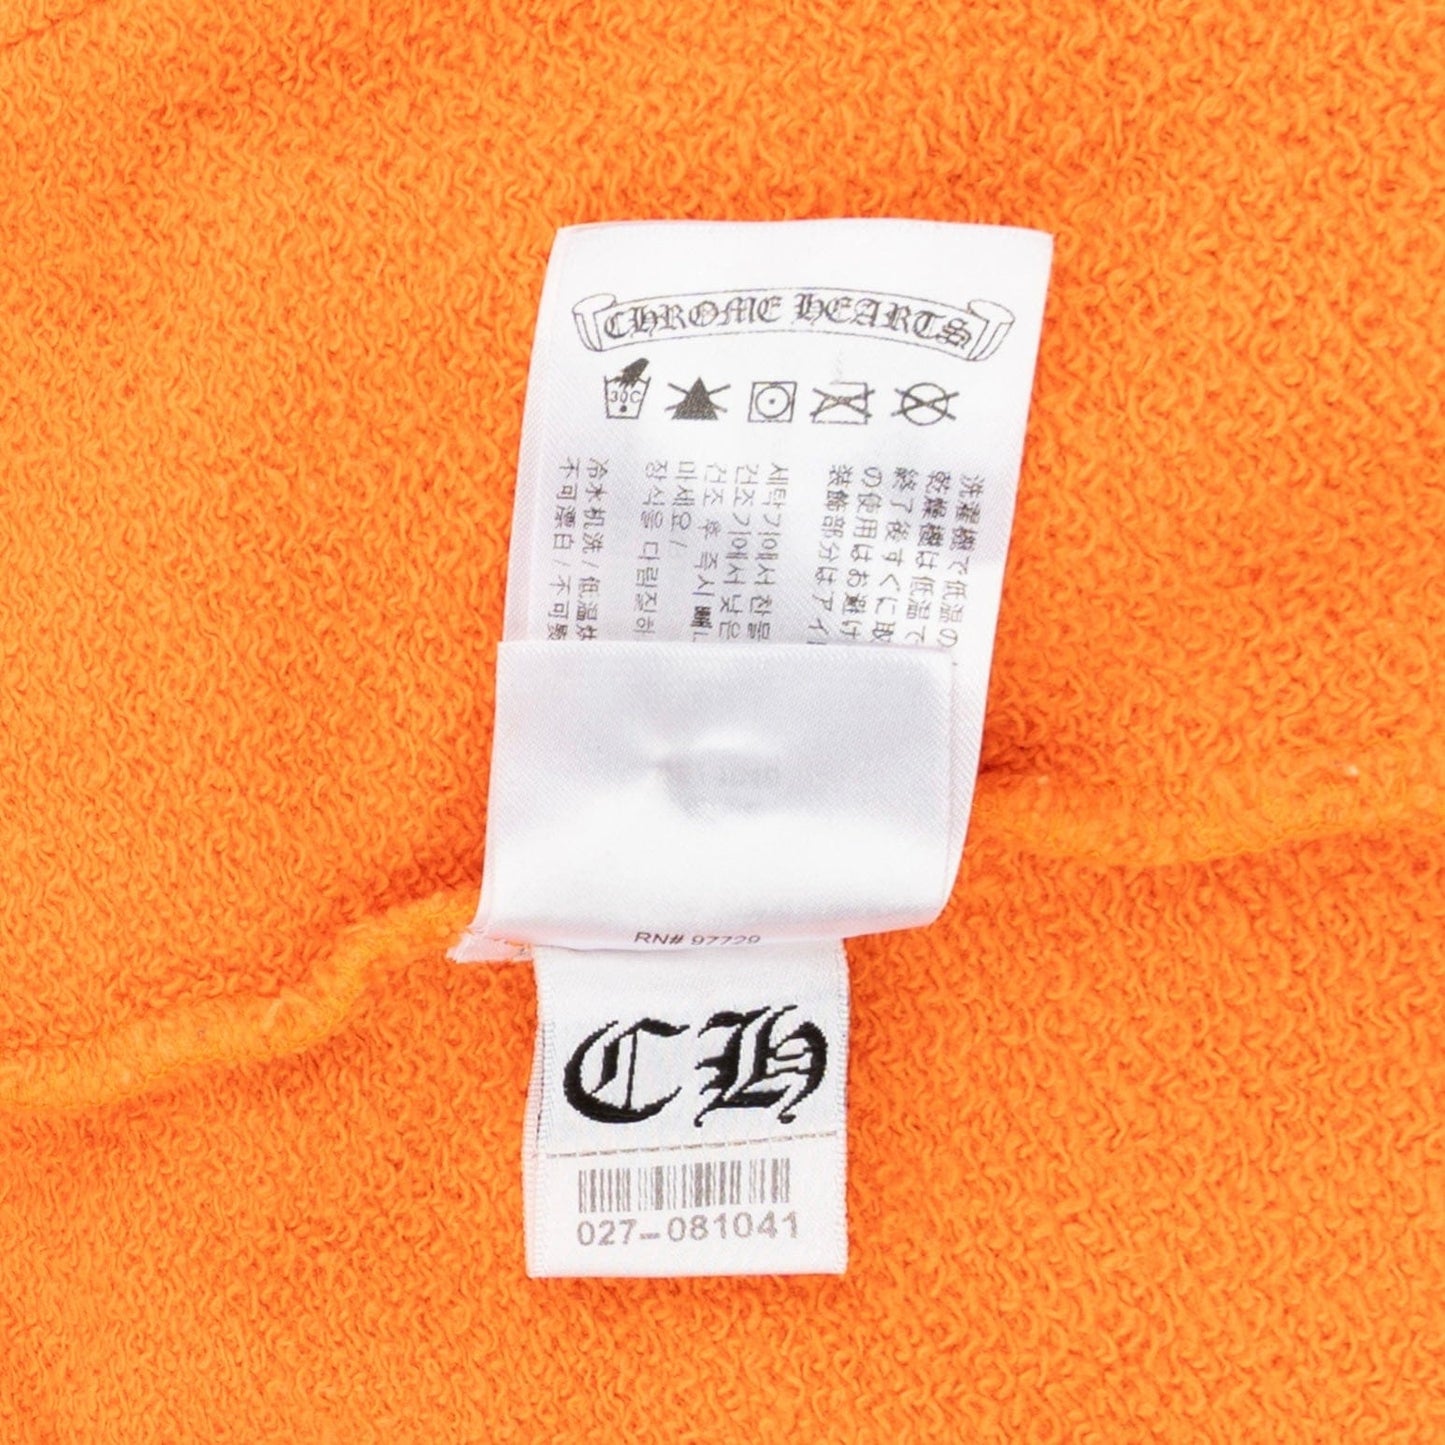 CHROME HEARTS
30C
洗濯機で低温の
乾燥機は低温で
終了後すぐに取
の使用はお避け
装飾部分はアイ
세탁기에서 찬물
건조기에서 낮은
건조 후 즉시 빼
마세요 /
장식을 다림질하
冷水机洗 / 低温烘
不可漂白 / 不可熨
RN# 97729
CH
027-081041